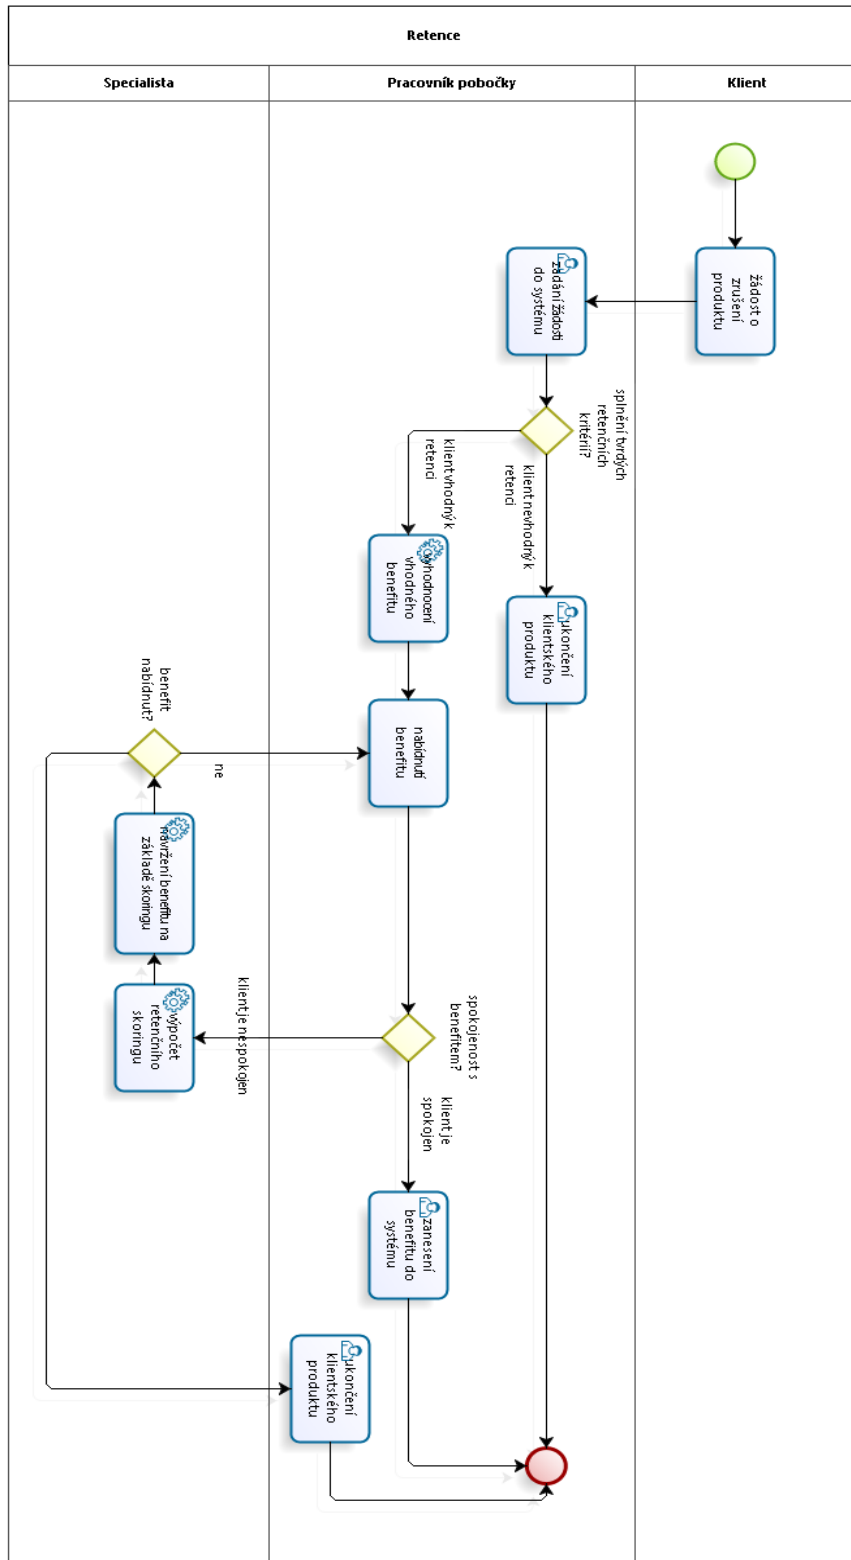 Retence
Specialista
Pracovník pobočky
Klient
žádost o
zrušení
produktu
zadání žádosti
do systému
splnění tvrdých
retenčních
kritérií?
klient vhodný k
retenci
klient nevhodný k
retenci
vyhodnocení
vhodného
benefitu
ukončení
klientského
produktu
nabídnutí
benefitu
benefit
nabídnut?
ne
navržení benefitu na
základě skoringu
výpočet
retenčního
skoringu
klient je nespokojen
spokojenost s
benefitem?
klient je
spokojen
zanesení
benefitu do
systému
ukončení
klientského
produktu